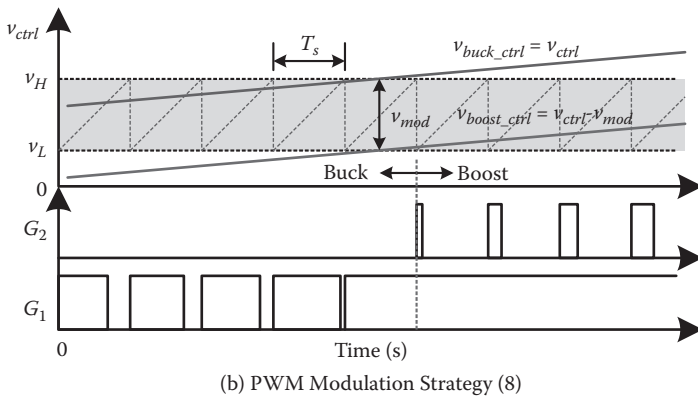 v_ctrl
T_s
v_buck_ctrl = v_ctrl
v_H
v_mod
v_boost_ctrl = v_ctrl-v_mod
v_L
0
Buck
Boost
G_2
G_1
0
Time (s)
(b) PWM Modulation Strategy (8)